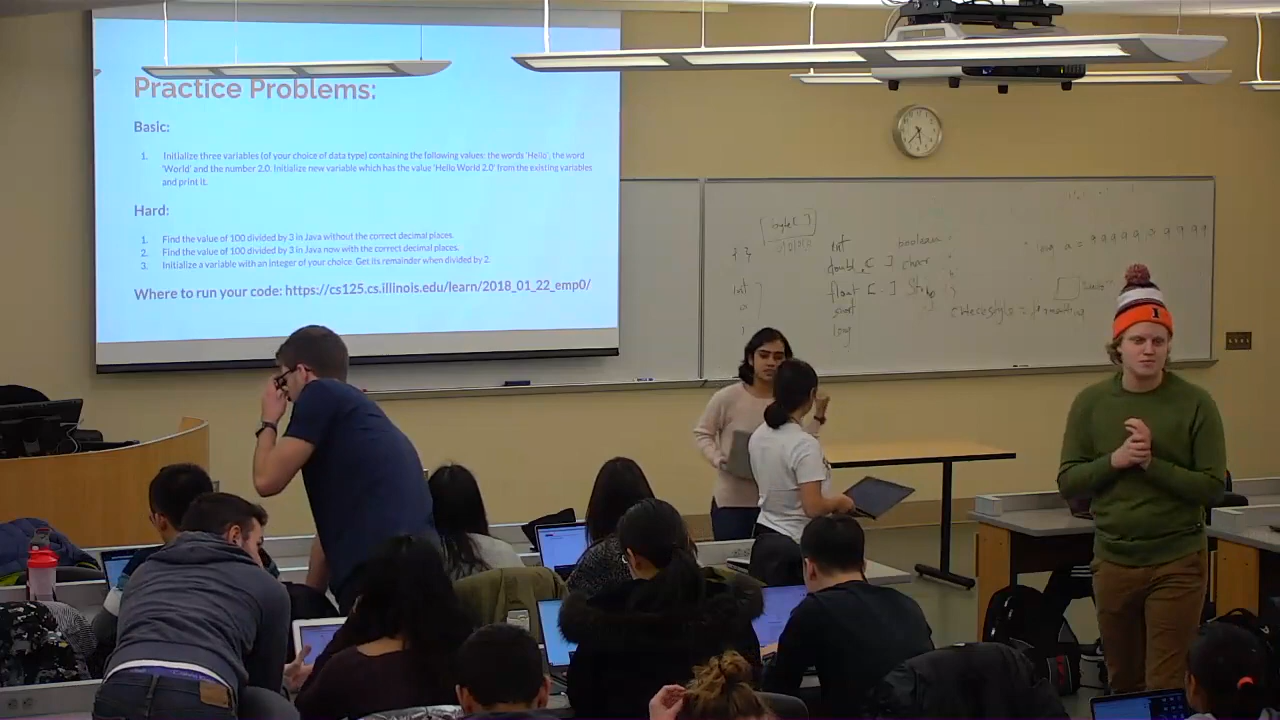 Practice Problems:
Basic:
1. Initialize three variables (of your choice of data type) containing the following values: the words 'Hello', the word
'World' and the number 2.0. Initialize new variable which has the value 'Hello World 2.0' from the existing variables
and print it.
Hard:
1. Find the value of 100 divided by 3 in Java without the correct decimal places.
2. Find the value of 100 divided by 3 in Java now with the correct decimal places.
3. Initialize a variable with an integer of your choice. Get its remainder when divided by 2.
Where to run your code: https://cs125.cs.illinois.edu/learn/2018_01_22_emp0/
int boolean
double [ ] char
float [ ]
long
long a =
int
I